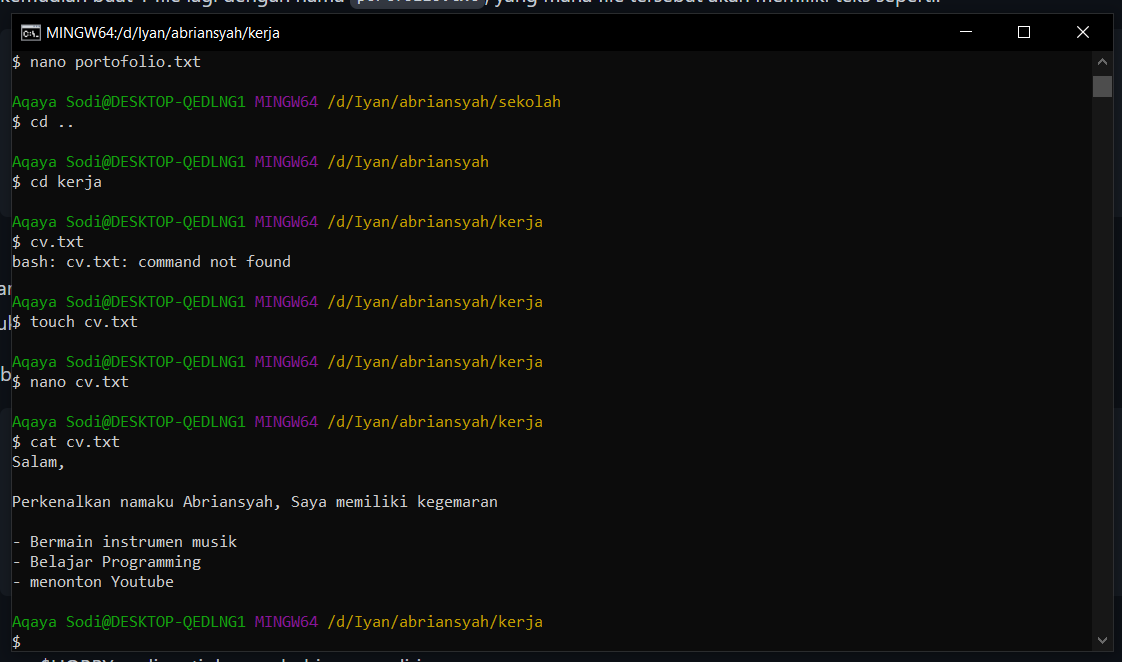 MINGW64:/d/Iyan/abriansyah/kerja
$ nano portofolio.txt
Aqaya Sodi@DESKTOP-QEDLNG1 MINGW64 /d/Iyan/abriansyah/sekolah
$ cd ..
Aqaya Sodi@DESKTOP-QEDLNG1 MINGW64 /d/Iyan/abriansyah
$ cd kerja
Aqaya Sodi@DESKTOP-QEDLNG1 MINGW64 /d/Iyan/abriansyah/kerja
$ cv.txt
bash: cv.txt: command not found
Aqaya Sodi@DESKTOP-QEDLNG1 MINGW64 /d/Iyan/abriansyah/kerja
$ touch cv.txt
Aqaya Sodi@DESKTOP-QEDLNG1 MINGW64 /d/Iyan/abriansyah/kerja
$ nano cv.txt
Aqaya Sodi@DESKTOP-QEDLNG1 MINGW64 /d/Iyan/abriansyah/kerja
$ cat cv.txt
Salam,
Perkenalkan namaku Abriansyah, Saya memiliki kegemaran
- Bermain instrumen musik
- Belajar Programming
- menonton Youtube
Aqaya Sodi@DESKTOP-QEDLNG1 MINGW64 /d/Iyan/abriansyah/kerja
$